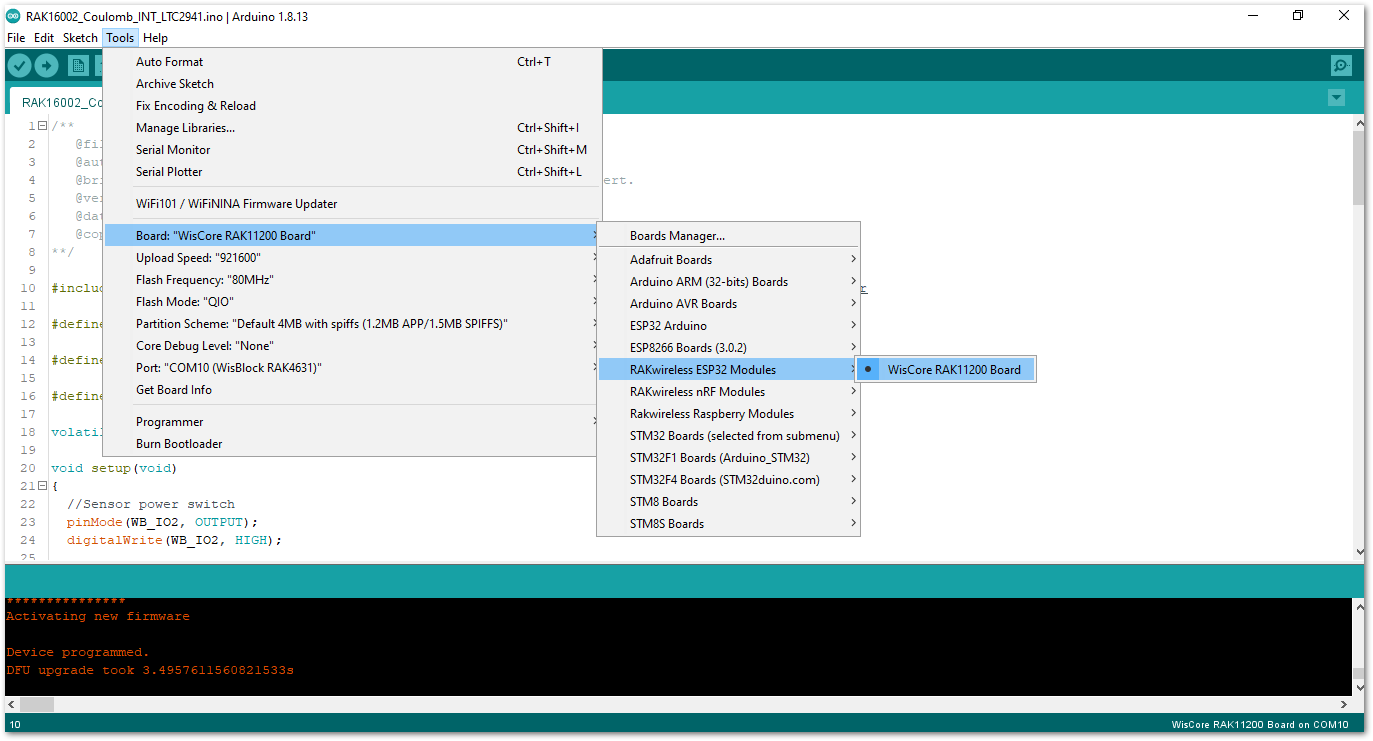 RAK16002_Coulomb_INT_LTC2941.ino | Arduino 1.8.13
File Edit Sketch Tools Help
RAK16002_Co
Auto Format Ctrl+T
Archive Sketch
Fix Encoding & Reload
Manage Libraries... Ctrl+Shift+I
Serial Monitor Ctrl+Shift+M
Serial Plotter Ctrl+Shift+L
WiFi101 / WiFiNINA Firmware Updater
Board: "WisCore RAK11200 Board"
Upload Speed: "921600"
Flash Frequency: "80MHz"
Flash Mode: "QIO"
Partition Scheme: "Default 4MB with spiffs (1.2MB APP/1.5MB SPIFFS)"
Core Debug Level: "None"
Port: "COM10 (WisBlock RAK4631)"
Get Board Info
Programmer
Burn Bootloader
Boards Manager...
Adafruit Boards
Arduino ARM (32-bits) Boards
Arduino AVR Boards
ESP32 Arduino
ESP8266 Boards (3.0.2)
RAKwireless ESP32 Modules
RAKwireless nRF Modules
Rakwireless Raspberry Modules
STM32 Boards (selected from submenu)
STM32F1 Boards (Arduino_STM32)
STM32F4 Boards (STM32duino.com)
STM8 Boards
STM8S Boards
WisCore RAK11200 Board
1 /**
2 @fil
3 @aut
4 @bri ert.
5 @ver
6 @dat
7 @cop
8 **/
9
10 #inclu r
11
12 #define
13
14 #define
15
16 #define
17
18 volatil
19
20 void setup(void)
21 {
22 //Sensor power switch
23 pinMode(WB_IO2, OUTPUT);
24 digitalWrite(WB_IO2, HIGH);
25
***************
Activating new firmware
Device programmed.
DFU upgrade took 3.4957611560821533s
10 WisCore RAK11200 Board on COM10